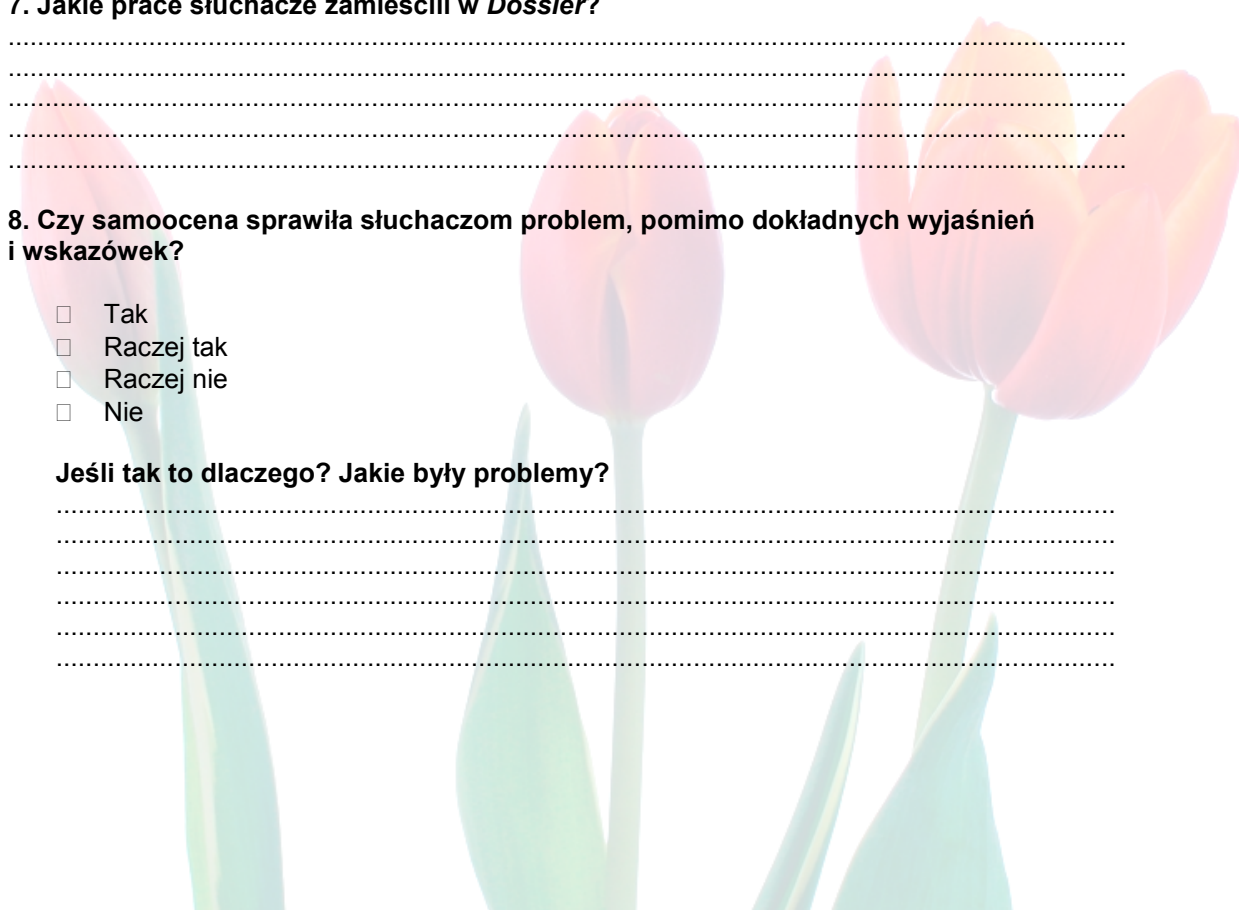 7. Jakie prace słuchacze zamieścili w Dossier?
........................................................................................................................................................
........................................................................................................................................................
........................................................................................................................................................
........................................................................................................................................................
........................................................................................................................................................
8. Czy samoocena sprawiła słuchaczom problem, pomimo dokładnych wyjaśnień
i wskazówek?
□ Tak
□ Raczej tak
□ Raczej nie
□ Nie
Jeśli tak to dlaczego? Jakie były problemy?
................................................................................................................................................
................................................................................................................................................
................................................................................................................................................
................................................................................................................................................
................................................................................................................................................
................................................................................................................................................